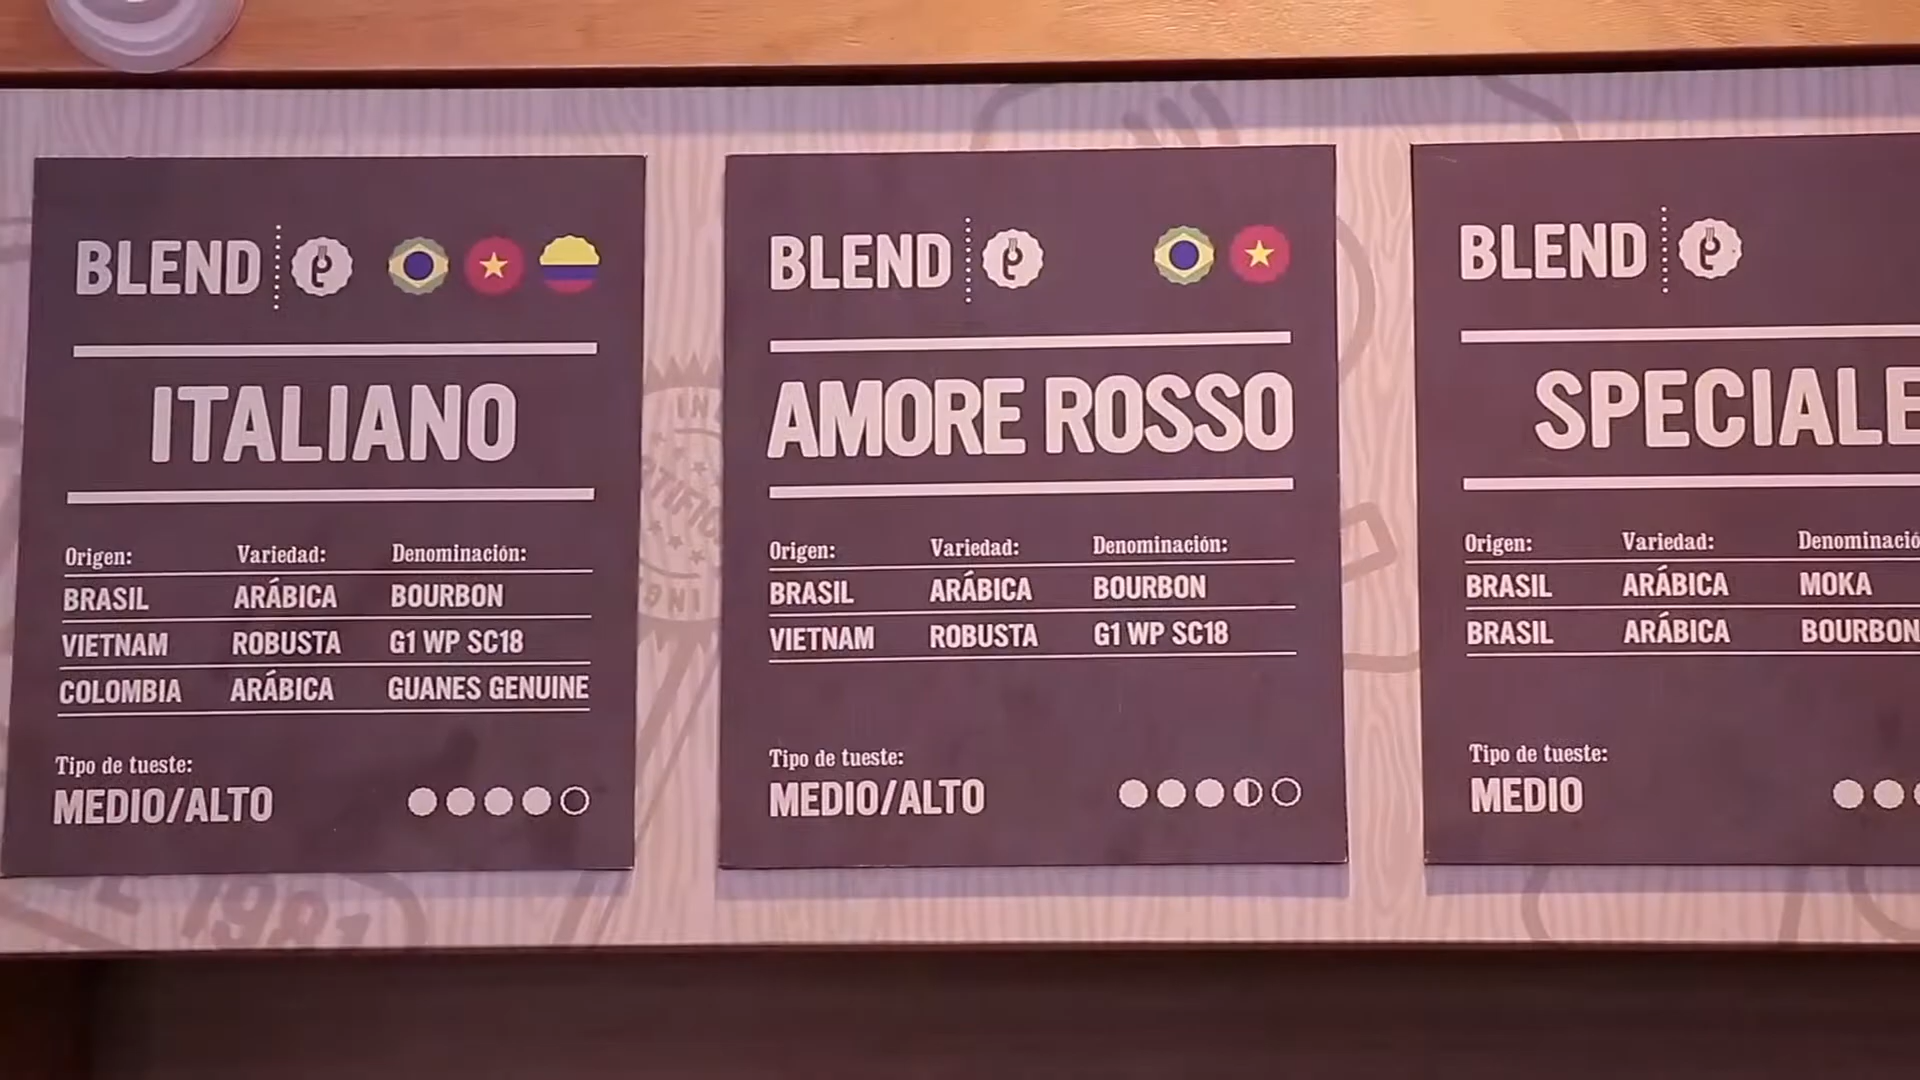 BLEND
ITALIANO
Origen: Variedad: Denominación:
BRASIL ARÁBICA BOURBON
VIETNAM ROBUSTA G1 WP SC18
COLOMBIA ARÁBICA GUANES GENUINE
Tipo de tueste:
MEDIO/ALTO
BLEND
AMORE ROSSO
Origen: Variedad: Denominación:
BRASIL ARÁBICA BOURBON
VIETNAM ROBUSTA G1 WP SC18
Tipo de tueste:
MEDIO/ALTO
BLEND
SPECIALE
Origen: Variedad: Denominació
BRASIL ARÁBICA MOKA
BRASIL ARÁBICA BOURBON
Tipo de tueste:
MEDIO
1981